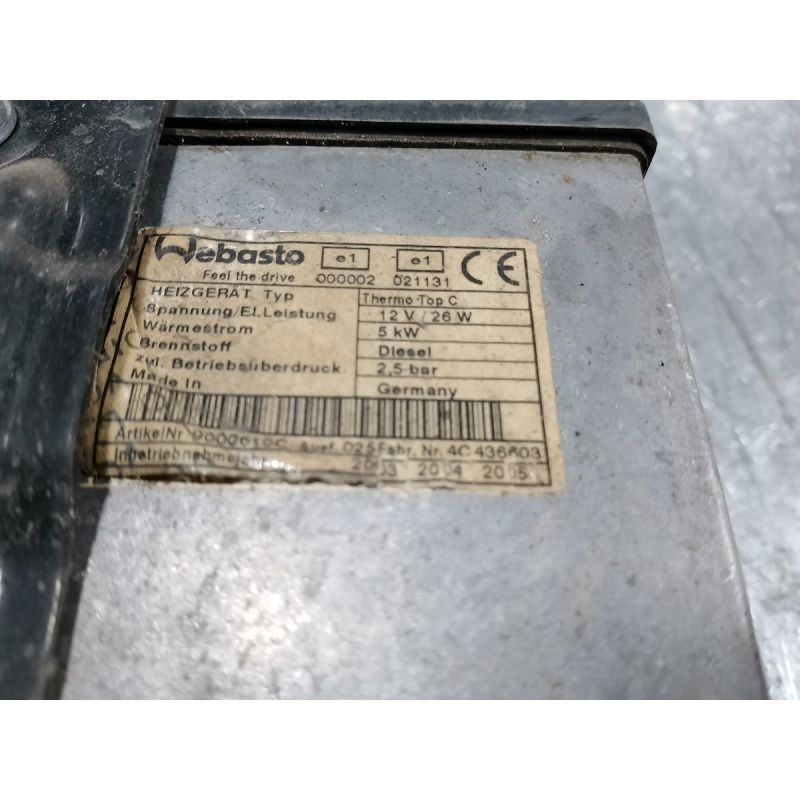 Webasto e1 e1 CE
Feel the drive 000002 021131
HEIZGERÄT Typ Thermo Top C
Spannung/El.Leistung 12 V / 26 W
Wärmestrom 5 kW
Brennstoff Diesel
zul. Betriebsüberdruck 2,5 bar
Made In Germany
ArtikelNr. Ausf. 025 Fabr. Nr. 4C 436603
2003 2004 2005